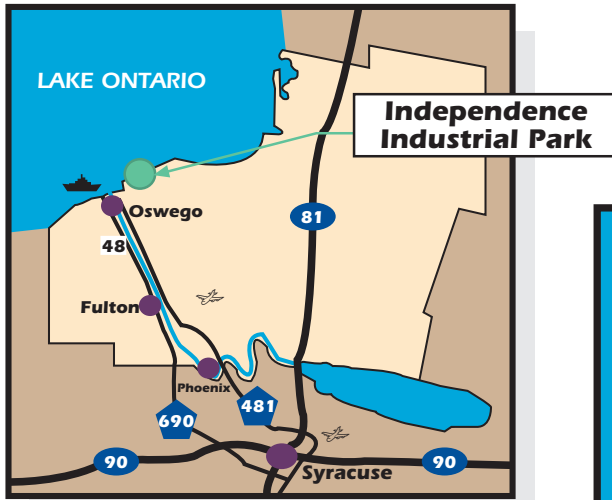 LAKE ONTARIO
Independence
Industrial Park
Oswego
81
48
Fulton
Phoenix
481
690
90
90
Syracuse